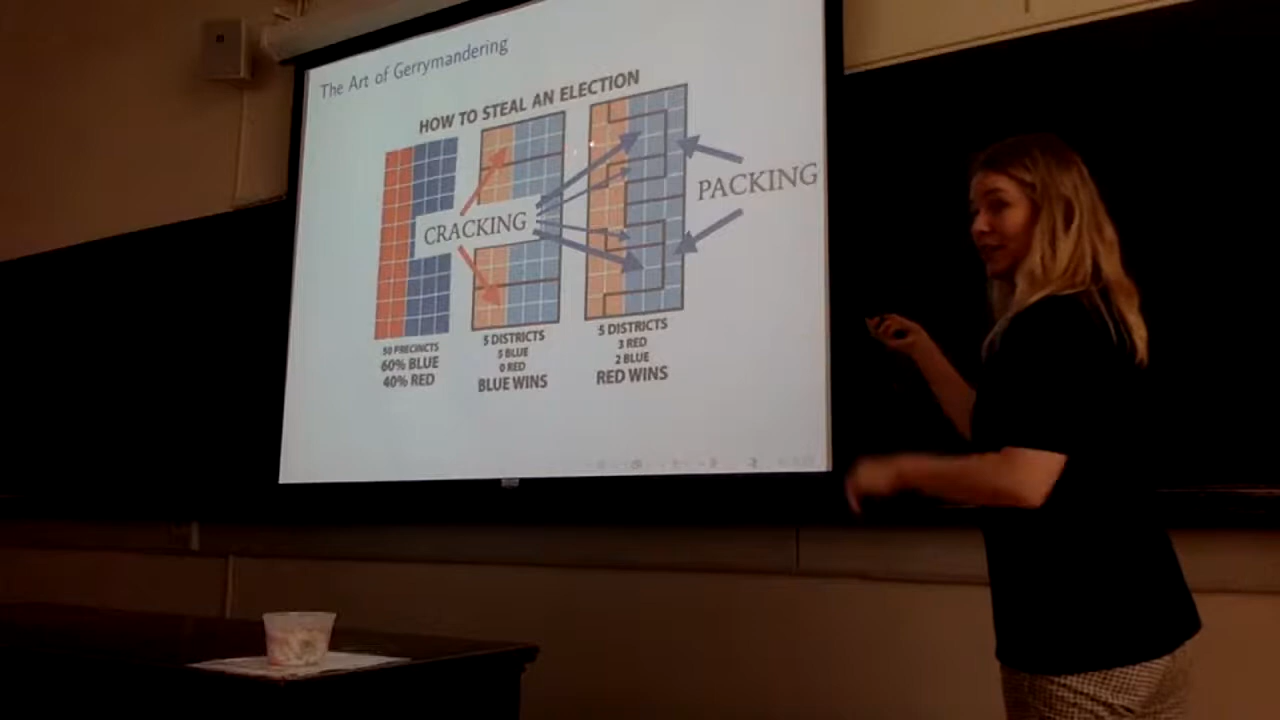 The Art of Gerrymandering
HOW TO STEAL AN ELECTION
CRACKING
PACKING
50 PRECINCTS
60% BLUE
40% RED
5 DISTRICTS
5 BLUE
0 RED
BLUE WINS
5 DISTRICTS
3 RED
2 BLUE
RED WINS